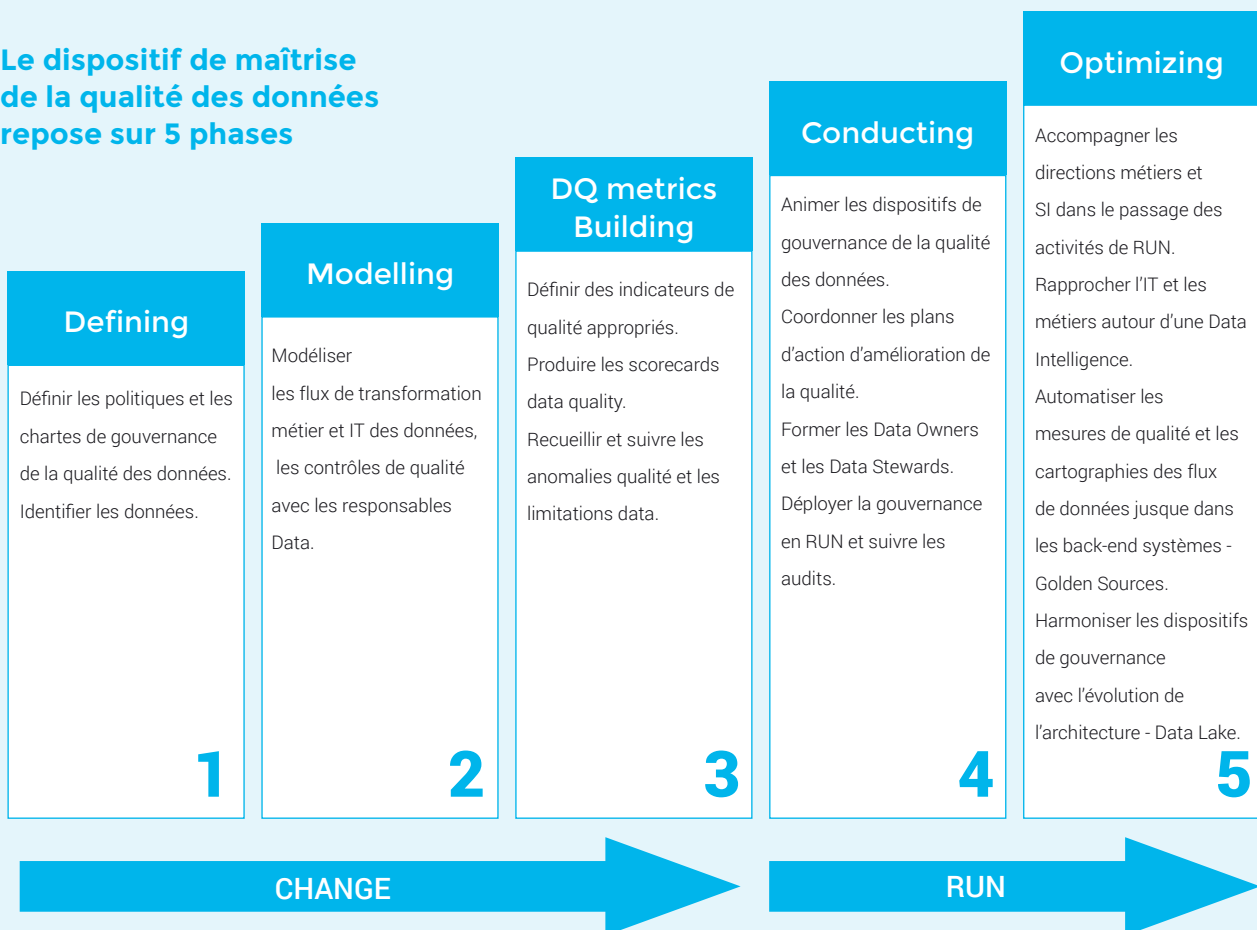 Le dispositif de maîtrise
de la qualité des données
repose sur 5 phases
Defining
Définir les politiques et les
chartes de gouvernance
de la qualité des données.
Identifier les données.
1
Modelling
Modéliser
les flux de transformation
métier et IT des données,
les contrôles de qualité
avec les responsables
Data.
2
DQ metrics
Building
Définir des indicateurs de
qualité appropriés.
Produire les scorecards
data quality.
Recueillir et suivre les
anomalies qualité et les
limitations data.
3
Conducting
Animer les dispositifs de
gouvernance de la qualité
des données.
Coordonner les plans
d'action d'amélioration de
la qualité.
Former les Data Owners
et les Data Stewards.
Déployer la gouvernance
en RUN et suivre les
audits.
4
Optimizing
Accompagner les
directions métiers et
SI dans le passage des
activités de RUN.
Rapprocher l'IT et les
métiers autour d'une Data
Intelligence.
Automatiser les
mesures de qualité et les
cartographies des flux
de données jusque dans
les back-end systèmes -
Golden Sources.
Harmoniser les dispositifs
de gouvernance
avec l'évolution de
l'architecture - Data Lake.
5
CHANGE
RUN